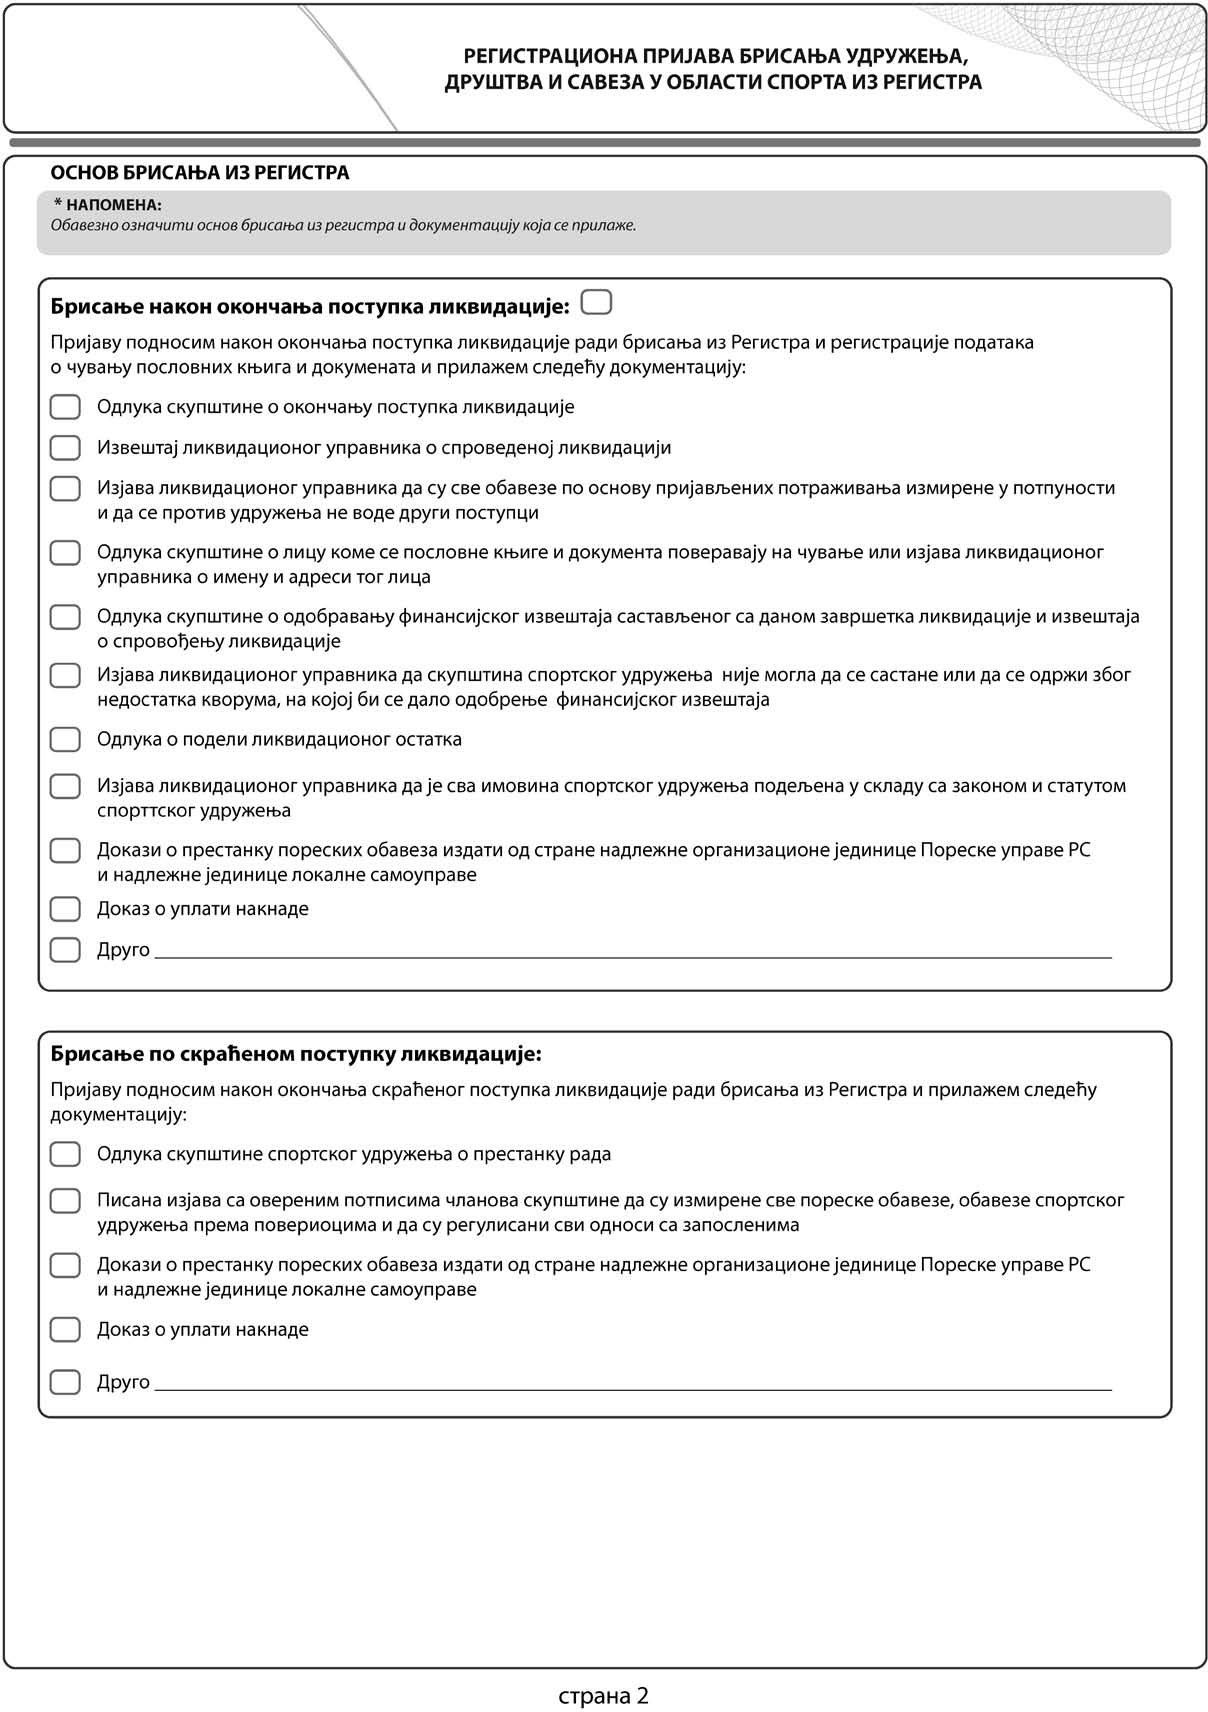 РЕГИСТРАЦИОНА ПРИЈАВА БРИСАЊА УДРУЖЕЊА,
ДРУШТВА И САВЕЗА У ОБЛАСТИ СПОРТА ИЗ РЕГИСТРА
ОСНОВ БРИСАЊА ИЗ РЕГИСТРА
* НАПОМЕНА:
Обавезно означити основ брисања из регистра и документацију која се прилаже.
Брисање након окончања поступка ликвидације:
Пријаву подносим након окончања поступка ликвидације ради брисања из Регистра и регистрације података
о чувању пословних књига и докумената и прилажем следећу документацију:
Одлука скупштине о окончању поступка ликвидације
Извештај ликвидационог управника о спроведеној ликвидацији
Изјава ликвидационог управника да су све обавезе по основу пријављених потраживања измирене у потпуности
и да се против удружења не воде други поступци
Одлука скупштине о лицу коме се пословне књиге и документа поверавају на чување или изјава ликвидационог
управника о имену и адреси тог лица
Одлука скупштине о одобравању финансијског извештаја састављеног са даном завршетка ликвидације и извештаја
о спровођењу ликвидације
Изјава ликвидационог управника да скупштина спортског удружења  није могла да се састане или да се одржи због
недостатка кворума, на којој би се дало одобрење  финансијског извештаја
Одлука о подели ликвидационог остатка
Изјава ликвидационог управника да је сва имовина спортског удружења подељена у складу са законом и статутом
спорттског удружења
Докази о престанку пореских обавеза издати од стране надлежне организационе јединице Пореске управе РС
и надлежне јединице локалне самоуправе
Доказ о уплати накнаде
Друго
Брисање по скраћеном поступку ликвидације:
Пријаву подносим након окончања скраћеног поступка ликвидације ради брисања из Регистра и прилажем следећу
документацију:
Одлука скупштине спортског удружења о престанку рада
Писана изјава са овереним потписима чланова скупштине да су измирене све пореске обавезе, обавезе спортског
удружења према повериоцима и да су регулисани сви односи са запосленима
Докази о престанку пореских обавеза издати од стране надлежне организационе јединице Пореске управе РС
и надлежне јединице локалне самоуправе
Доказ о уплати накнаде
Друго
страна 2